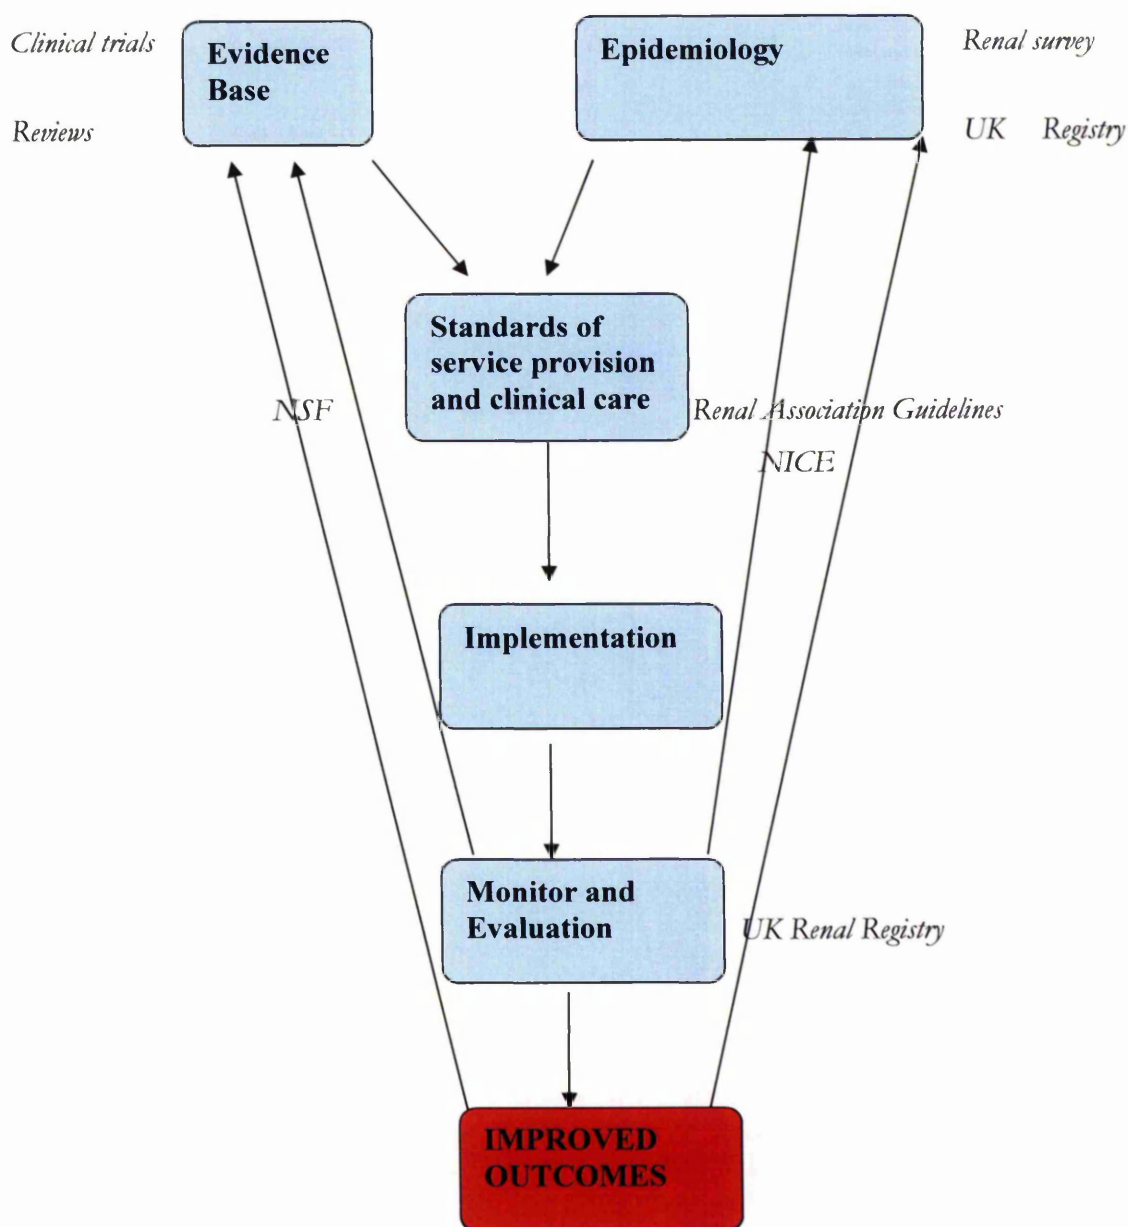 Clinical trials
Evidence
Base
Epidemiology
Renal survey
Reviews
UK Registry
Standards of
service provision
and clinical care
NSF
Renal Association Guidelines
NICE
Implementation
Monitor and
Evaluation
UK Renal Registry
IMPROVED
OUTCOMES